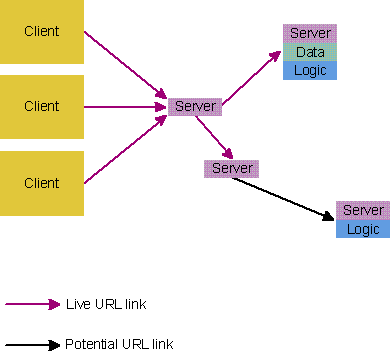 Client
Client
Client
Server
Server
Data
Logic
Server
Server
Logic
Live URL link
Potential URL link